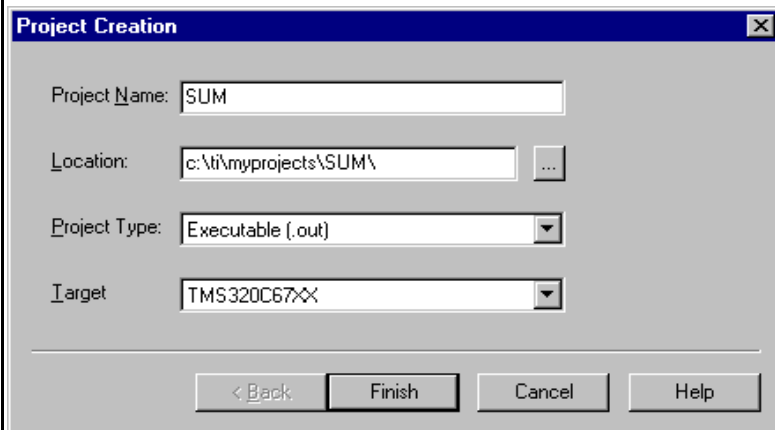 Project Creation
Project Name: SUM
Location: c:\ti\myprojects\SUM\ ...
Project Type: Executable (.out)
Target TMS320C67XX
< Back Finish Cancel Help